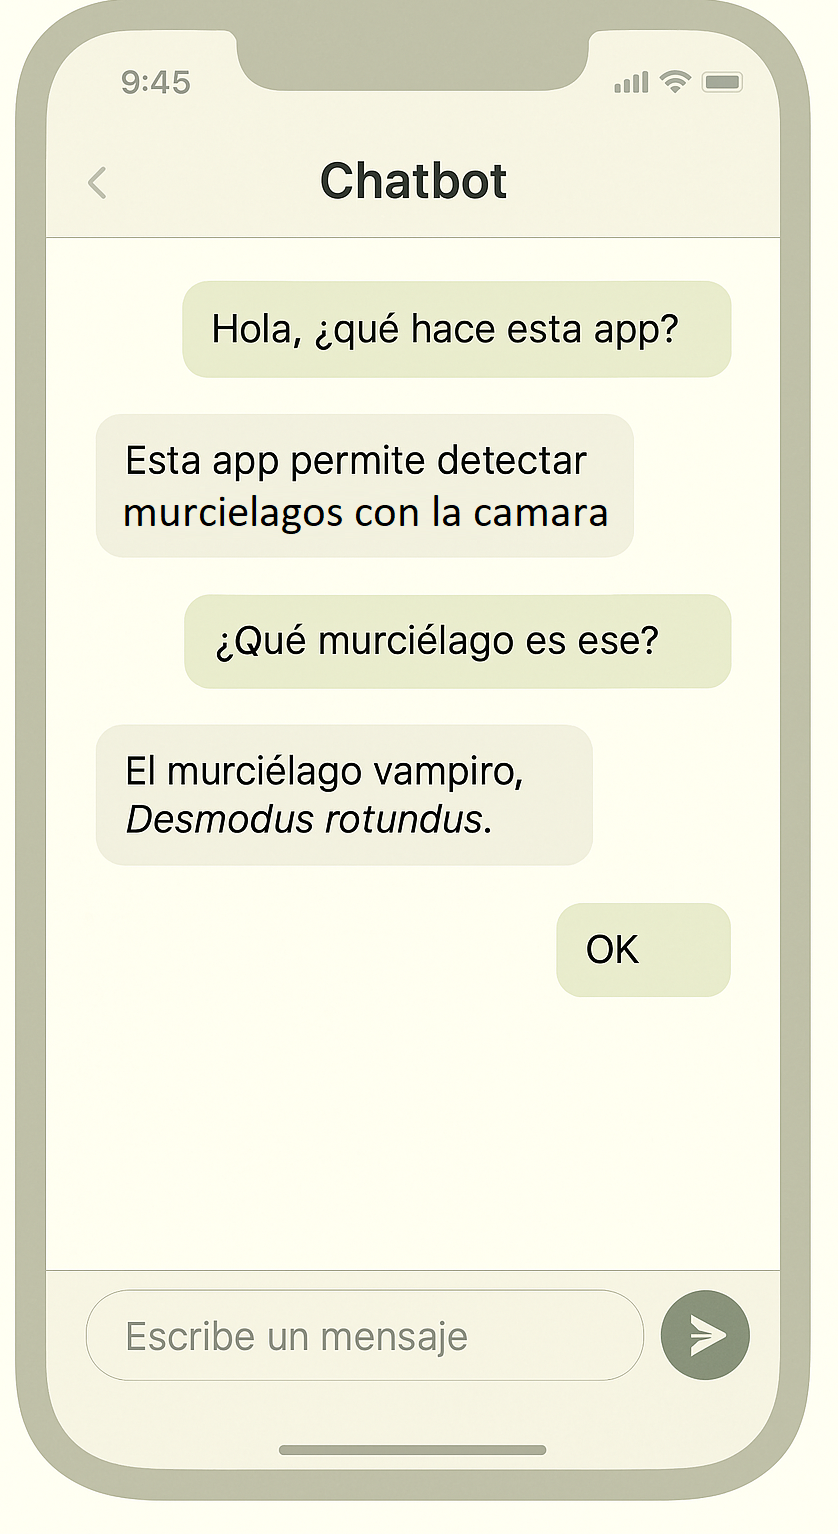 9:45
Chatbot
Hola, ¿qué hace esta app?
Esta app permite detectar
murcielagos con la camara
¿Qué murciélago es ese?
El murciélago vampiro,
Desmodus rotundus.
OK
Escribe un mensaje